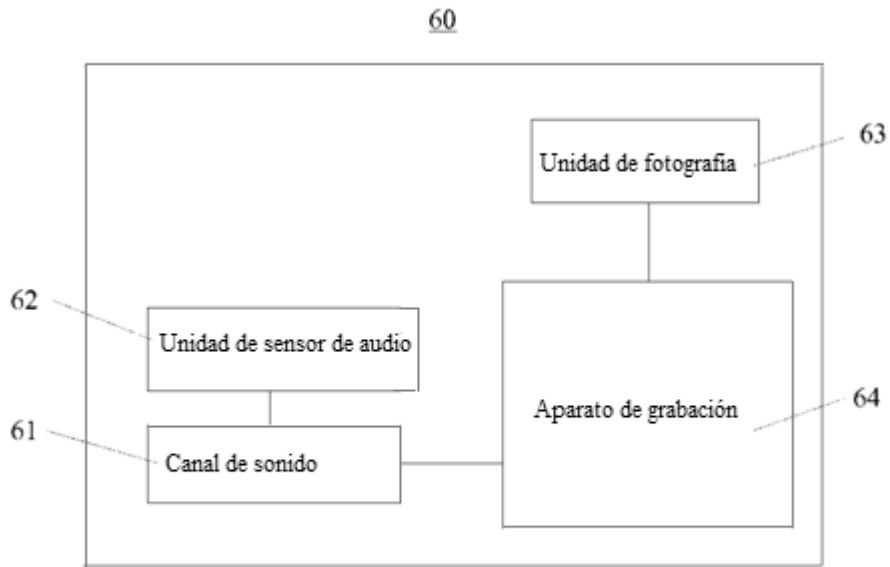 60
63
Unidad de fotografia
62
Unidad de sensor de audio
Aparato de grabación
64
61
Canal de sonido